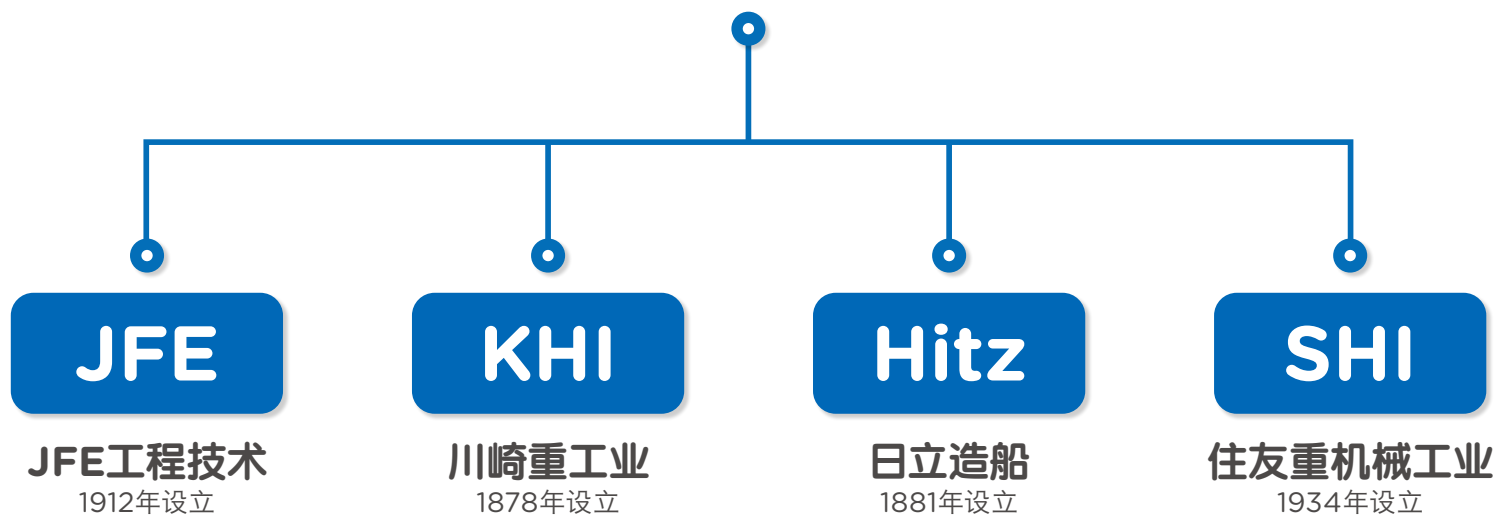 JFE
KHI
Hitz
SHI
JFE工程技术
川崎重工业
日立造船
住友重机械工业
1912年设立
1878年设立
1881年设立
1934年设立